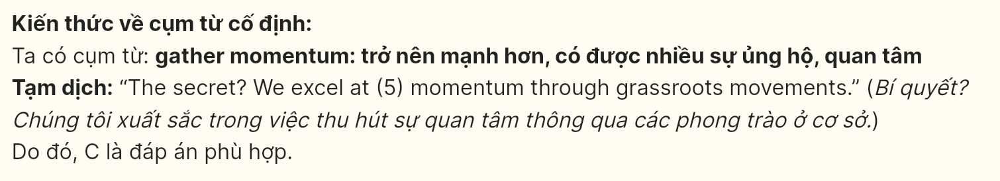 Kiến thức về cụm từ cố định:
Ta có cụm từ: gather momentum: trở nên mạnh hơn, có được nhiều sự ủng hộ, quan tâm
Tạm dịch: “The secret? We excel at (5) momentum through grassroots movements.” (Bí quyết?
Chúng tôi xuất sắc trong việc thu hút sự quan tâm thông qua các phong trào ở cơ sở.)
Do đó, C là đáp án phù hợp.